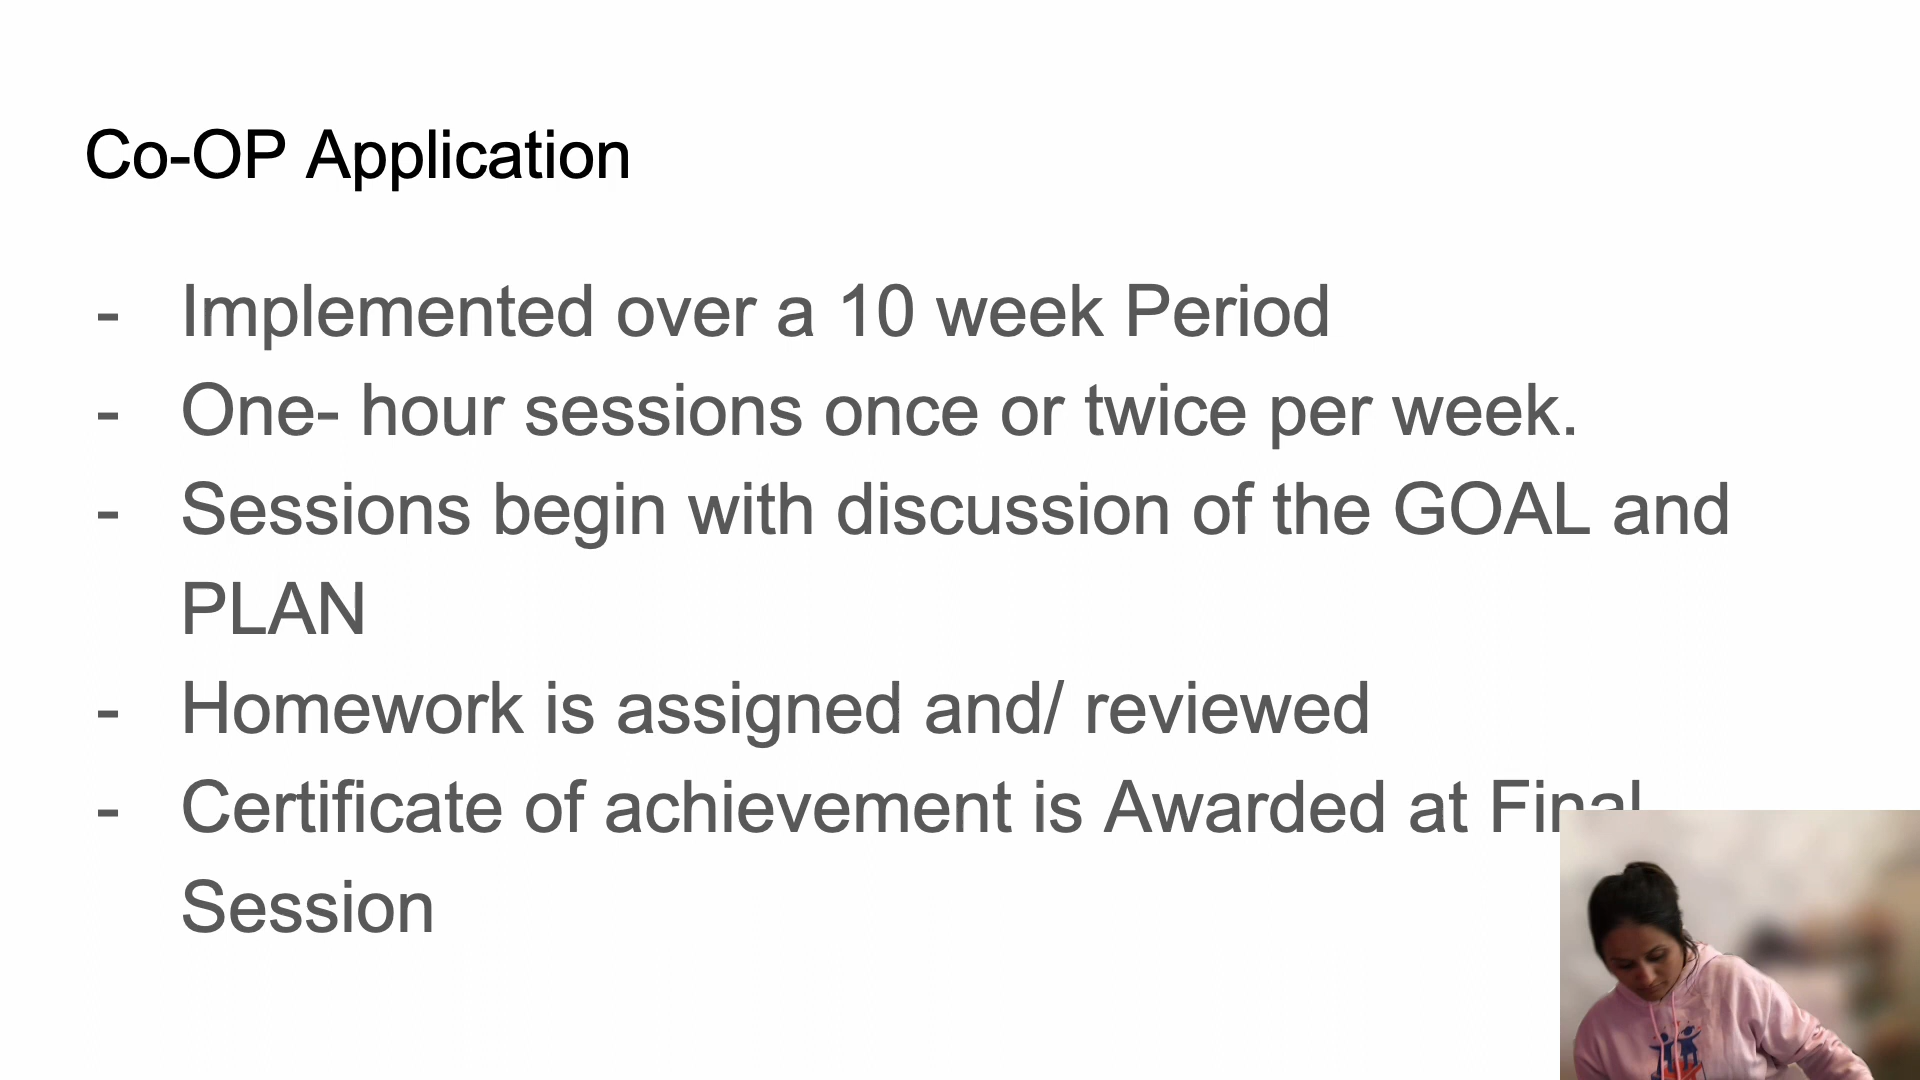 Co-OP Application
- Implemented over a 10 week Period
- One- hour sessions once or twice per week.
- Sessions begin with discussion of the GOAL and
PLAN
- Homework is assigned and/ reviewed
- Certificate of achievement is Awarded at Final
Session